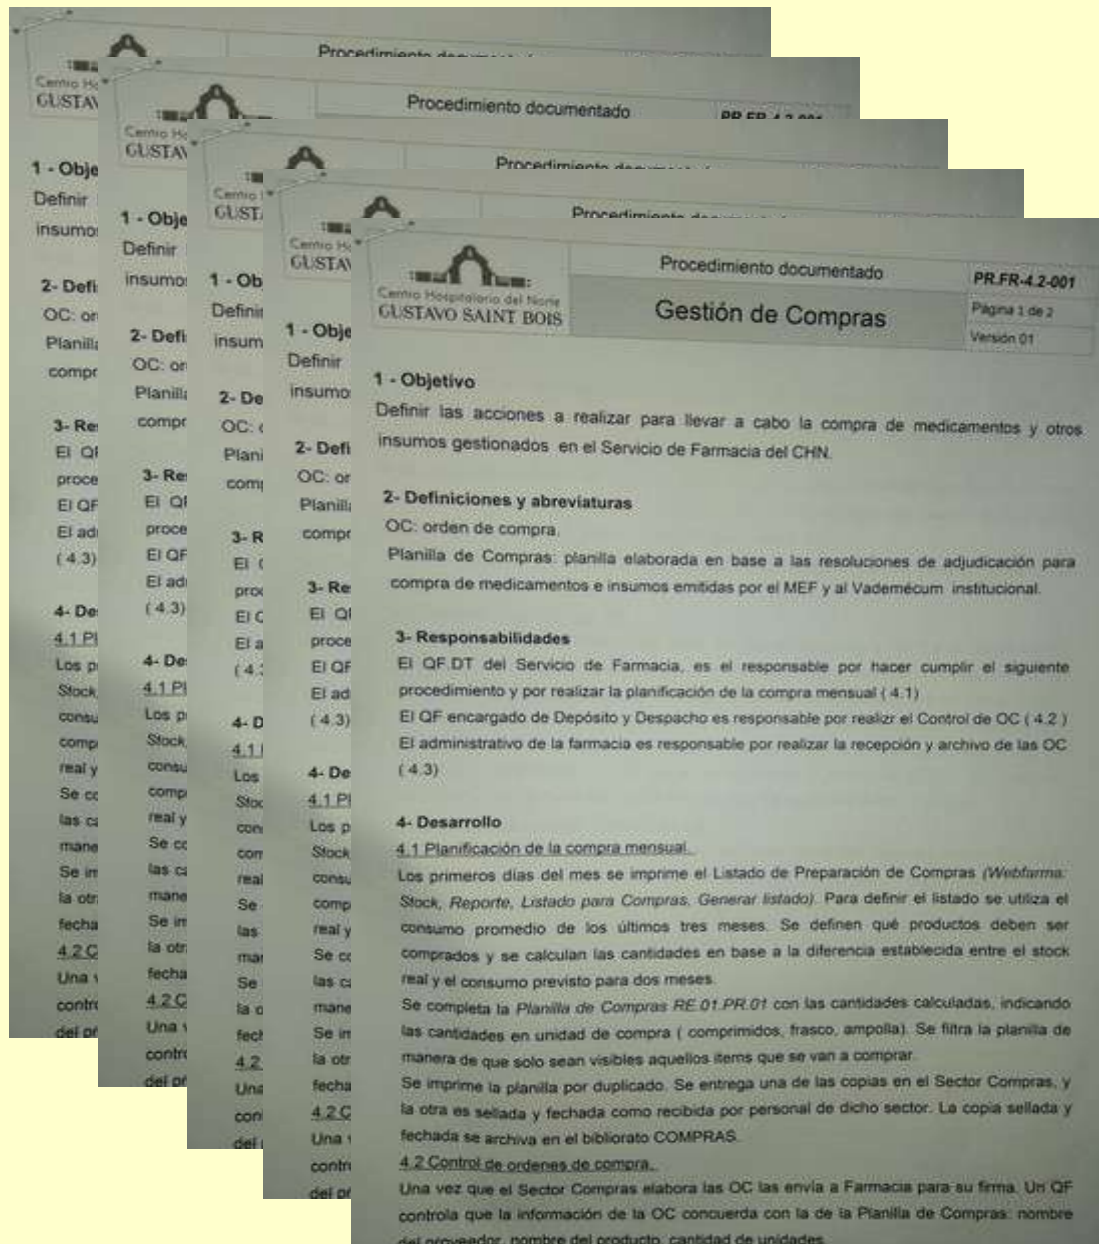 Procedimiento
Procedimiento documentado
Procedimiento
Procedimiento
Centro Hospitalario del Norte
GUSTAVO SAINT BOIS
Procedimiento documentado
Gestión de Compras
PR.FR-4.2-001
Página 1 de 2
Versión 01
1 - Objetivo
Definir las acciones a realizar para llevar a cabo la compra de medicamentos y otros
insumos gestionados en el Servicio de Farmacia del CHN.
2- Definiciones y abreviaturas
OC: orden de compra.
Planilla de Compras: planilla elaborada en base a las resoluciones de adjudicación para
compra de medicamentos e insumos emitidas por el MEF y al Vademécum institucional.
3- Responsabilidades
El QF.DT del Servicio de Farmacia, es el responsable por hacer cumplir el siguiente
procedimiento y por realizar la planificación de la compra mensual ( 4.1)
El QF encargado de Depósito y Despacho es responsable por realizr el Control de OC ( 4.2 )
El administrativo de la farmacia es responsable por realizar la recepción y archivo de las OC
( 4.3)
4- Desarrollo
4.1 Planificación de la compra mensual.
Los primeros días del mes se imprime el Listado de Preparación de Compras (Webfarma:
Stock, Reporte, Listado para Compras, Generar listado). Para definir el listado se utiliza el
consumo promedio de los últimos tres meses. Se definen qué productos deben ser
comprados y se calculan las cantidades en base a la diferencia establecida entre el stock
real y el consumo previsto para dos meses.
Se completa la Planilla de Compras RE.01.PR.01 con las cantidades calculadas, indicando
las cantidades en unidad de compra ( comprimidos, frasco, ampolla). Se filtra la planilla de
manera de que solo sean visibles aquellos items que se van a comprar.
Se imprime la planilla por duplicado. Se entrega una de las copias en el Sector Compras, y
la otra es sellada y fechada como recibida por personal de dicho sector. La copia sellada y
fechada se archiva en el bibliorato COMPRAS.
4.2 Control de ordenes de compra.
Una vez que el Sector Compras elabora las OC las envía a Farmacia para su firma. Un QF
controla que la información de la OC concuerda con la de la Planilla de Compras: nombre
del proveedor, nombre del producto, cantidad de unidades.